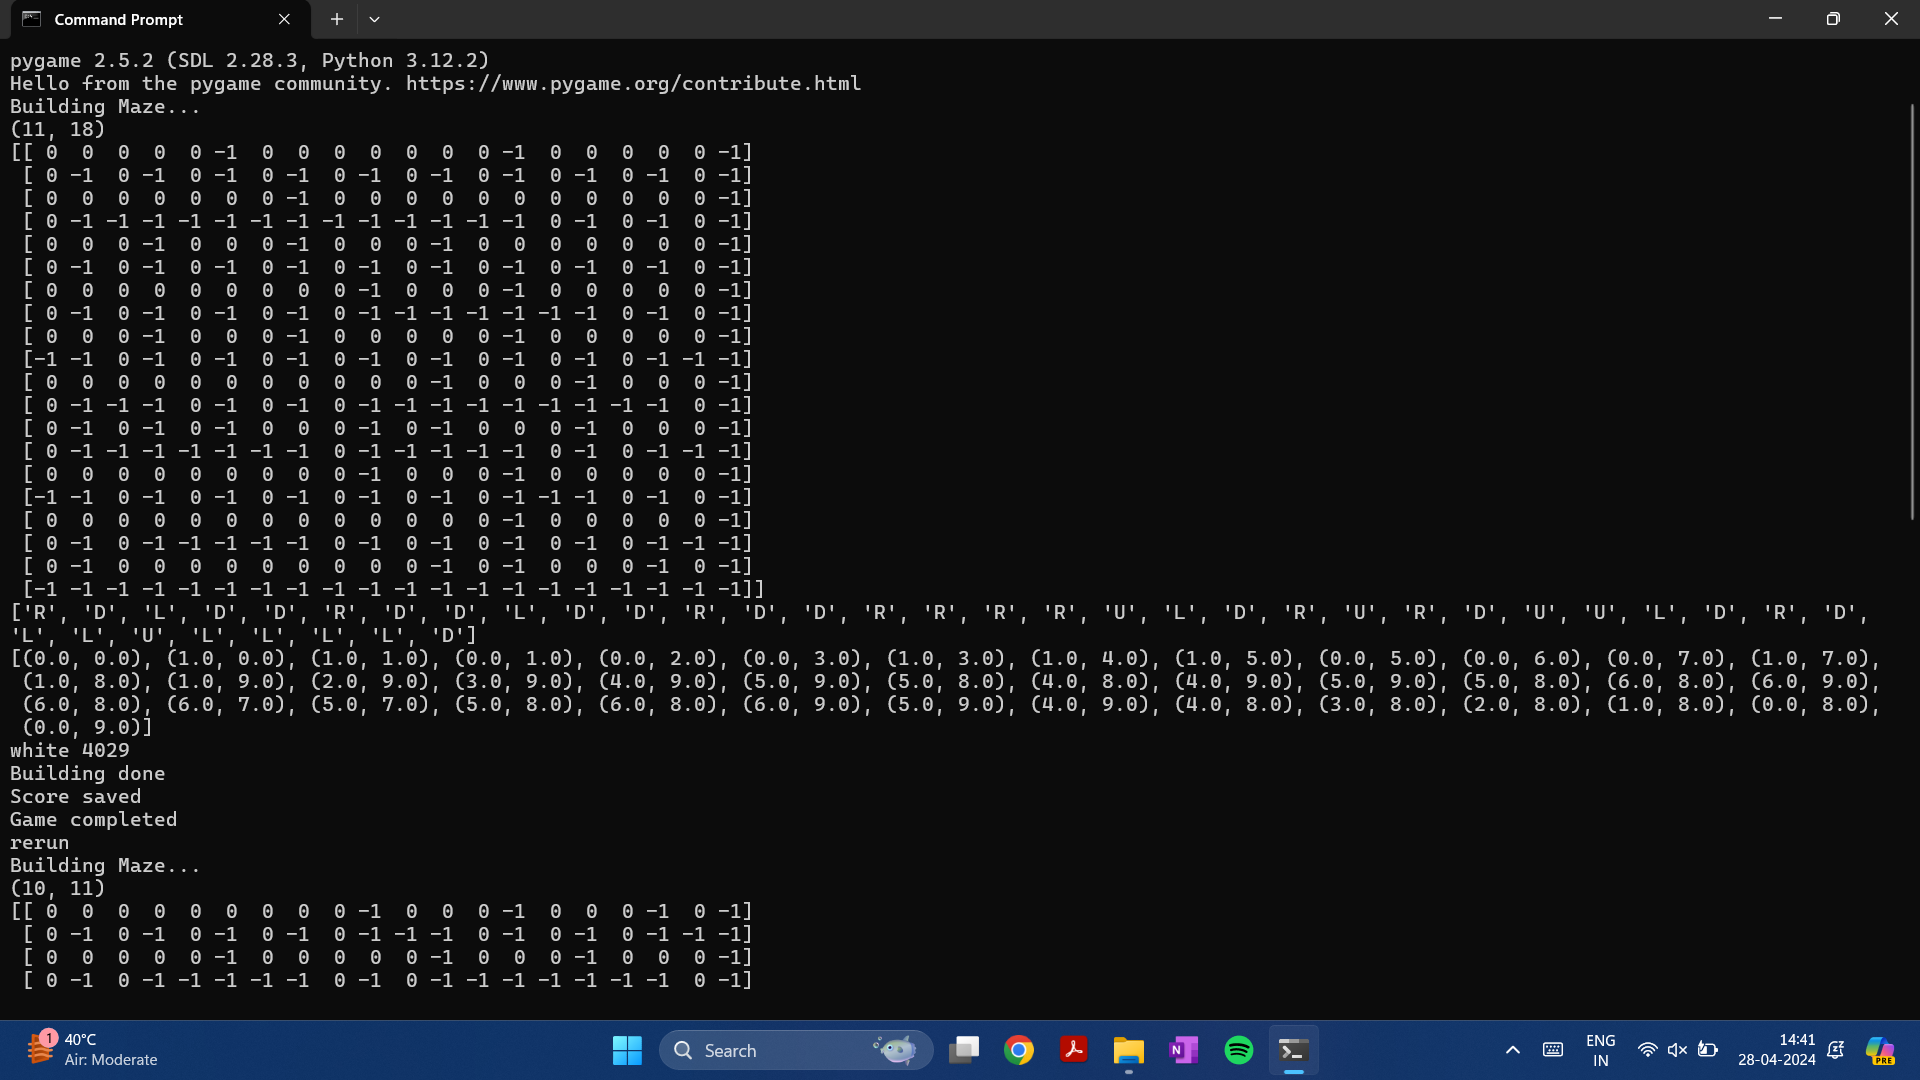 Command Prompt
pygame 2.5.2 (SDL 2.28.3, Python 3.12.2)
Hello from the pygame community. https://www.pygame.org/contribute.html
Building Maze...
(11, 18)
[[ 0  0  0  0  0 -1  0  0  0  0  0  0  0 -1  0  0  0  0  0 -1]
 [ 0 -1  0 -1  0 -1  0 -1  0 -1  0 -1  0 -1  0 -1  0 -1  0 -1]
 [ 0  0  0  0  0  0  0 -1  0  0  0  0  0  0  0  0  0  0  0 -1]
 [ 0 -1 -1 -1 -1 -1 -1 -1 -1 -1 -1 -1 -1 -1  0 -1  0 -1  0 -1]
 [ 0  0  0 -1  0  0  0 -1  0  0  0 -1  0  0  0  0  0  0  0 -1]
 [ 0 -1  0 -1  0 -1  0 -1  0 -1  0 -1  0 -1  0 -1  0 -1  0 -1]
 [ 0  0  0  0  0  0  0  0  0 -1  0  0  0 -1  0  0  0  0  0 -1]
 [ 0 -1  0 -1  0 -1  0 -1  0 -1 -1 -1 -1 -1 -1 -1  0 -1  0 -1]
 [ 0  0  0 -1  0  0  0 -1  0  0  0  0  0 -1  0  0  0  0  0 -1]
 [-1 -1  0 -1  0 -1  0 -1  0 -1  0 -1  0 -1  0 -1  0 -1 -1 -1]
 [ 0  0  0  0  0  0  0  0  0  0  0 -1  0  0  0 -1  0  0  0 -1]
 [ 0 -1 -1 -1  0 -1  0 -1  0 -1 -1 -1 -1 -1 -1 -1 -1 -1  0 -1]
 [ 0 -1  0 -1  0 -1  0  0  0 -1  0 -1  0  0  0 -1  0  0  0 -1]
 [ 0 -1 -1 -1 -1 -1 -1 -1  0 -1 -1 -1 -1 -1  0 -1  0 -1 -1 -1]
 [ 0  0  0  0  0  0  0  0  0 -1  0  0  0 -1  0  0  0  0  0 -1]
 [-1 -1  0 -1  0 -1  0 -1  0 -1  0 -1  0 -1 -1 -1  0 -1  0 -1]
 [ 0  0  0  0  0  0  0  0  0  0  0  0  0 -1  0  0  0  0  0 -1]
 [ 0 -1  0 -1 -1 -1 -1 -1  0 -1  0 -1  0 -1  0 -1  0 -1 -1 -1]
 [ 0 -1  0  0  0  0  0  0  0  0  0 -1  0 -1  0  0  0 -1  0 -1]
 [-1 -1 -1 -1 -1 -1 -1 -1 -1 -1 -1 -1 -1 -1 -1 -1 -1 -1 -1 -1]]
['R', 'D', 'L', 'D', 'D', 'R', 'D', 'D', 'L', 'D', 'D', 'R', 'D', 'D', 'R', 'R', 'R', 'R', 'U', 'L', 'D', 'R', 'U', 'R', 'D', 'U', 'U', 'L', 'D', 'R', 'D',
'L', 'L', 'U', 'L', 'L', 'L', 'L', 'D']
[(0.0, 0.0), (1.0, 0.0), (1.0, 1.0), (0.0, 1.0), (0.0, 2.0), (0.0, 3.0), (1.0, 3.0), (1.0, 4.0), (1.0, 5.0), (0.0, 5.0), (0.0, 6.0), (0.0, 7.0), (1.0, 7.0),
(1.0, 8.0), (1.0, 9.0), (2.0, 9.0), (3.0, 9.0), (4.0, 9.0), (5.0, 9.0), (5.0, 8.0), (4.0, 8.0), (4.0, 9.0), (5.0, 9.0), (5.0, 8.0), (6.0, 8.0), (6.0, 9.0),
(6.0, 8.0), (6.0, 7.0), (5.0, 7.0), (5.0, 8.0), (6.0, 8.0), (6.0, 9.0), (5.0, 9.0), (4.0, 9.0), (4.0, 8.0), (3.0, 8.0), (2.0, 8.0), (1.0, 8.0), (0.0, 8.0),
(0.0, 9.0)]
white 4029
Building done
Score saved
Game completed
rerun
Building Maze...
(10, 11)
[[ 0  0  0  0  0  0  0  0  0 -1  0  0  0 -1  0  0  0 -1  0 -1]
 [ 0 -1  0 -1  0 -1  0 -1  0 -1 -1 -1  0 -1  0 -1  0 -1 -1 -1]
 [ 0  0  0  0  0 -1  0  0  0  0  0 -1  0  0  0 -1  0  0  0 -1]
 [ 0 -1  0 -1 -1 -1 -1 -1  0 -1  0 -1 -1 -1 -1 -1 -1 -1  0 -1]
1
40°C
Air: Moderate
Search
N
ENG
IN
14:41
28-04-2024
PRE